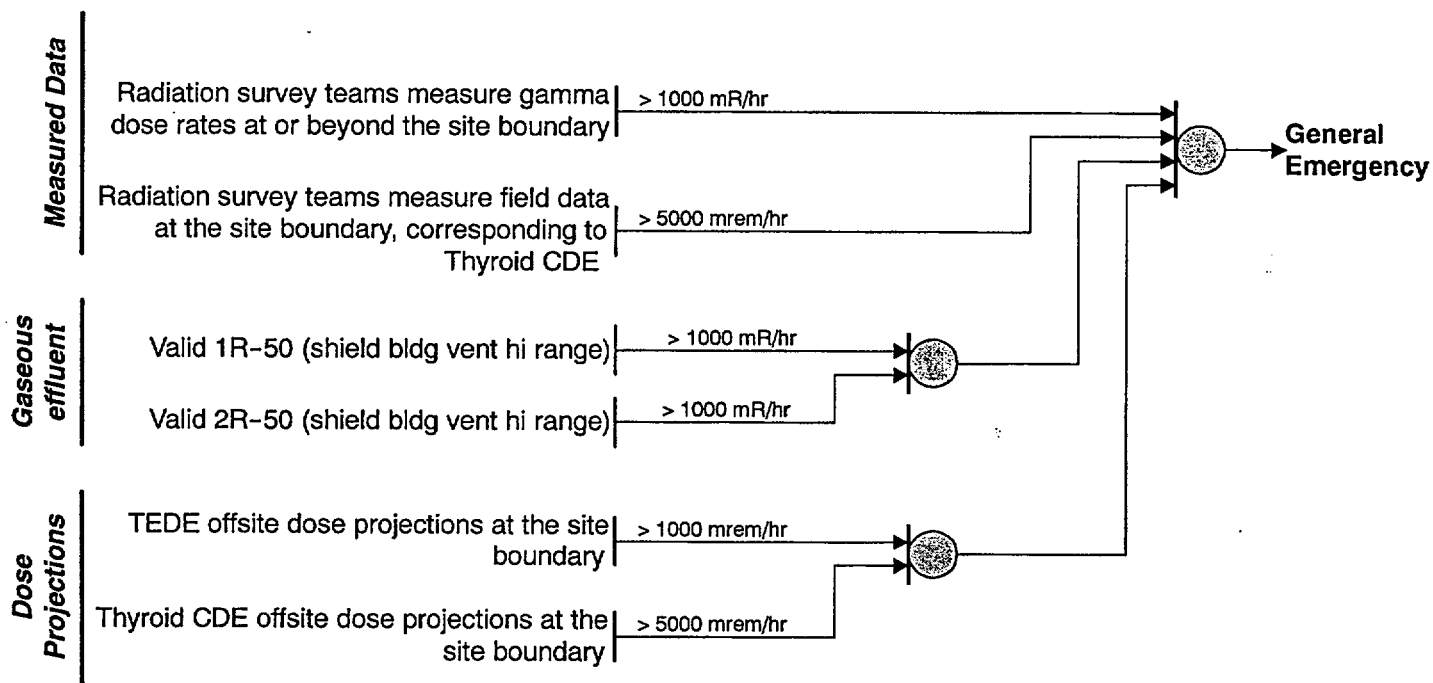 Measured Data
Radiation survey teams measure gamma
dose rates at or beyond the site boundary
> 1000 mR/hr
General
Emergency
Radiation survey teams measure field data
at the site boundary, corresponding to
Thyroid CDE
> 5000 mrem/hr
Gaseous
effluent
Valid 1R-50 (shield bldg vent hi range)
> 1000 mR/hr
Valid 2R-50 (shield bldg vent hi range)
> 1000 mR/hr
Dose
Projections
TEDE offsite dose projections at the site
boundary
> 1000 mrem/hr
Thyroid CDE offsite dose projections at the
site boundary
> 5000 mrem/hr